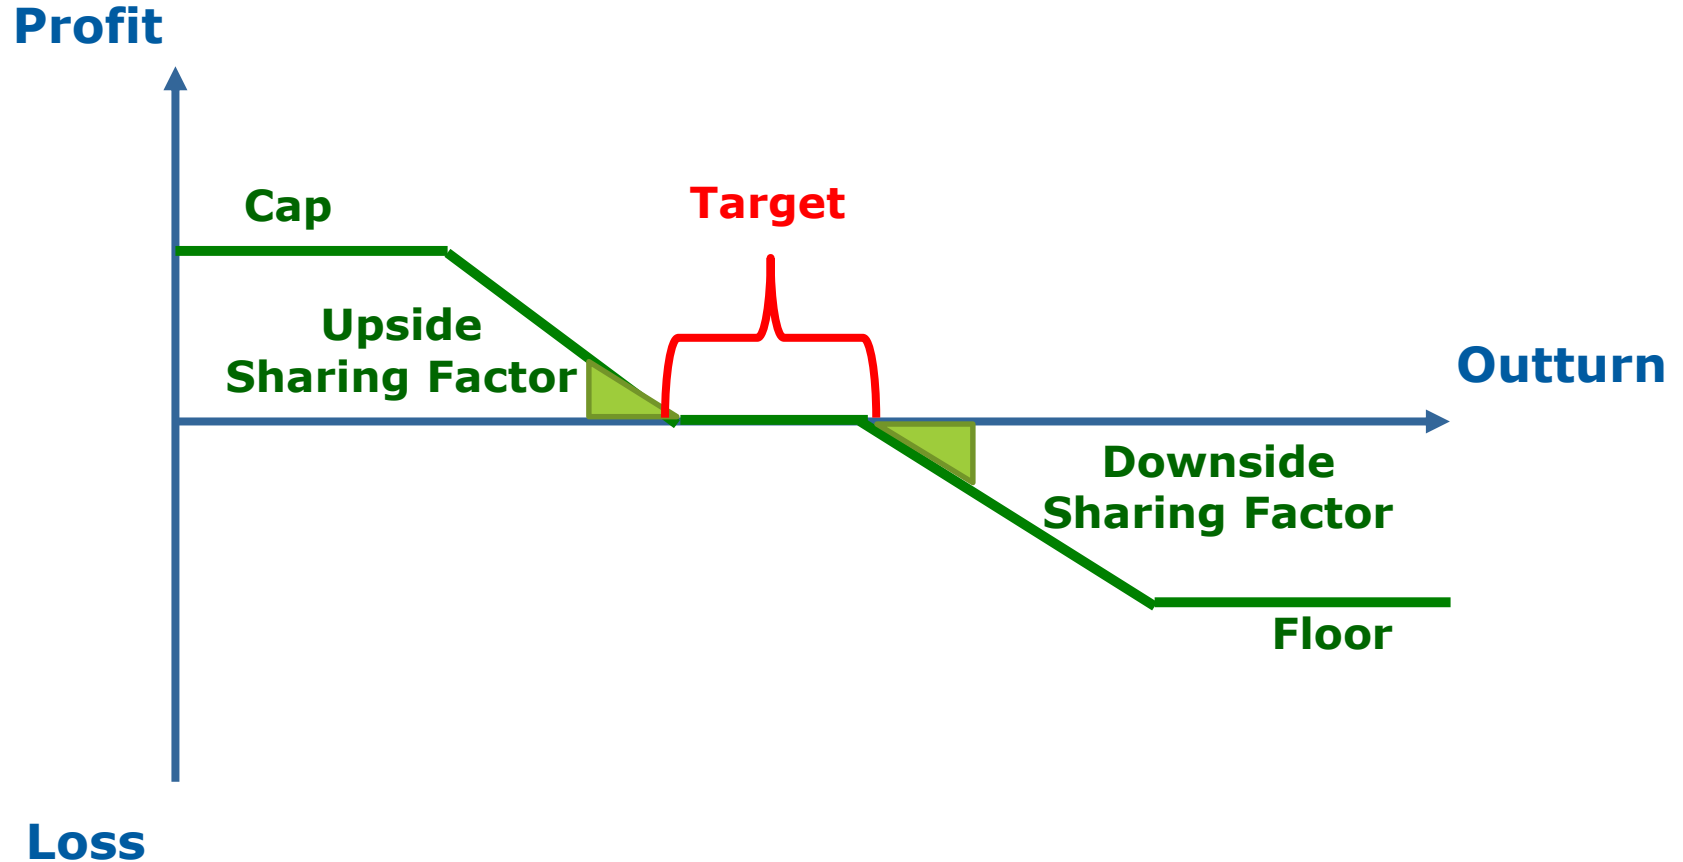 Profit
Cap
Target
Upside
Sharing Factor
Outturn
Downside
Sharing Factor
Floor
Loss